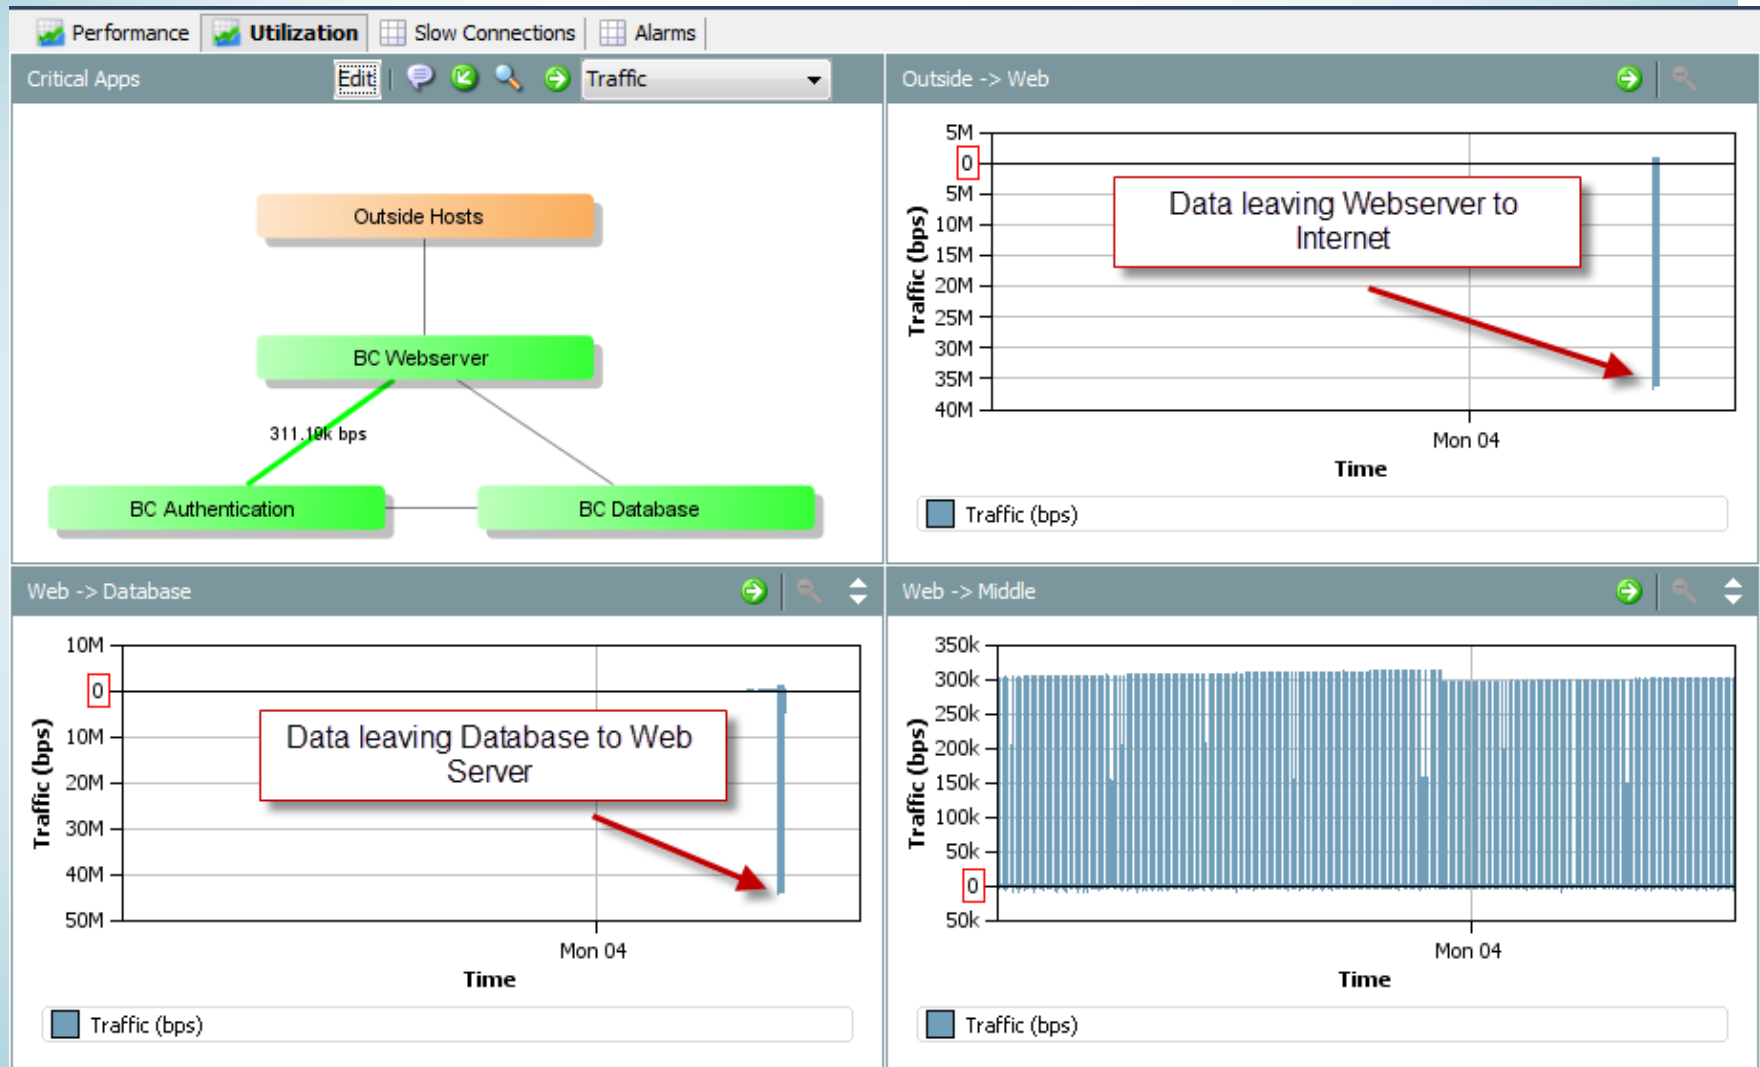 Performance
Utilization
Slow Connections
Alarms
Critical Apps
Edit
Traffic
Outside Hosts
BC Webserver
311.19k bps
BC Authentication
BC Database
Outside -> Web
5M
0
5M
10M
15M
20M
25M
30M
35M
40M
Traffic (bps)
Data leaving Webserver to
Internet
Mon 04
Time
Traffic (bps)
Web -> Database
10M
0
10M
20M
30M
40M
50M
Traffic (bps)
Data leaving Database to Web
Server
Mon 04
Time
Traffic (bps)
Web -> Middle
350k
300k
250k
200k
150k
100k
50k
0
50k
Traffic (bps)
Mon 04
Time
Traffic (bps)